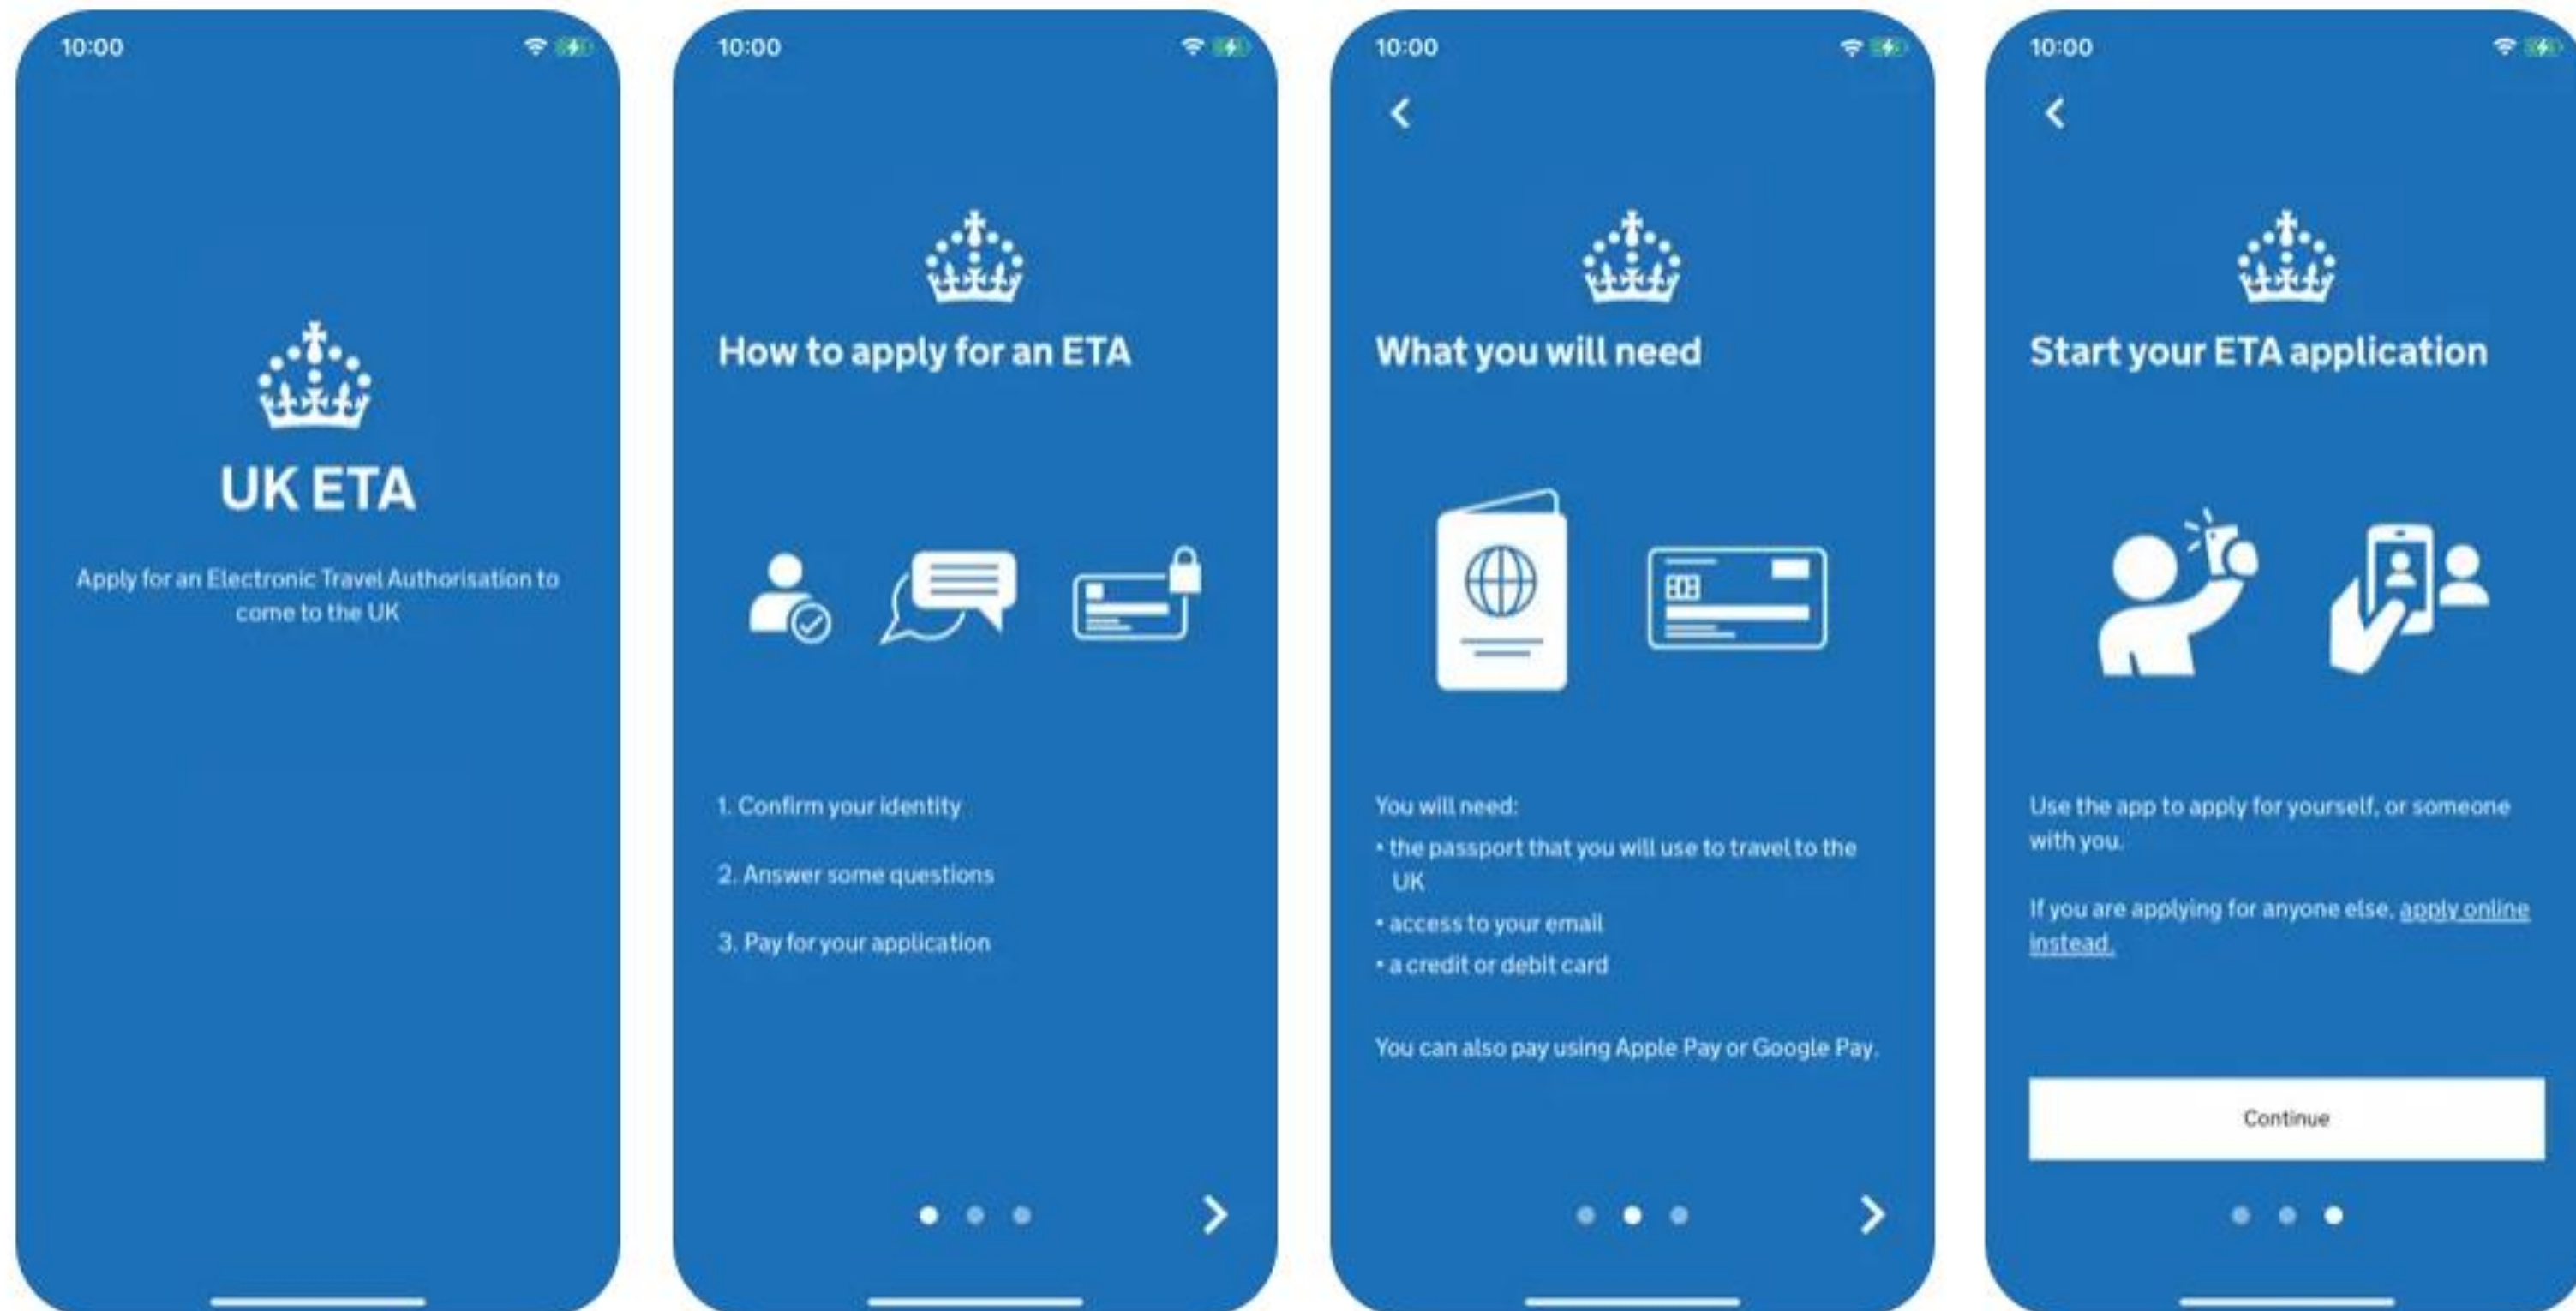 10:00
UK ETA
Apply for an Electronic Travel Authorisation to
come to the UK
10:00
How to apply for an ETA
1. Confirm your identity
2. Answer some questions
3. Pay for your application
10:00
What you will need
You will need:
• the passport that you will use to travel to the
UK
• access to your email
• a credit or debit card
You can also pay using Apple Pay or Google Pay.
10:00
Start your ETA application
Use the app to apply for yourself, or someone
with you.
If you are applying for anyone else, apply online
instead.
Continue